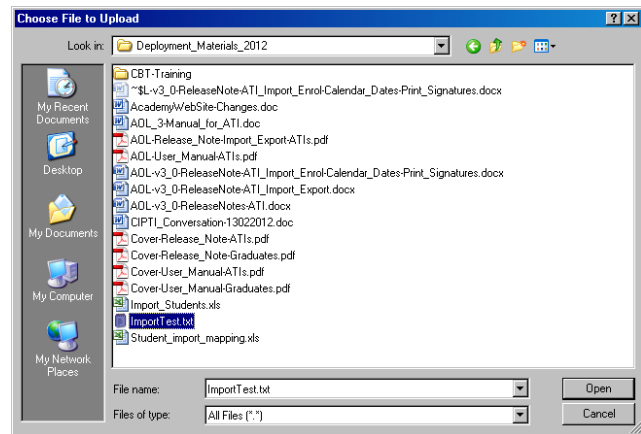 Choose File to Upload
Look in: Deployment_Materials_2012
My Recent Documents
Desktop
My Documents
My Computer
My Network Places
CBT-Training
~$L-v3_0-ReleaseNote-ATI_Import_Enrol-Calendar_Dates-Print_Signatures.docx
AcademyWebSite-Changes.doc
AOL_3-Manual_for_ATI.doc
AOL-Release_Note-Import_Export-ATIs.pdf
AOL-User_Manual-ATIs.pdf
AOL-v3_0-ReleaseNote-ATI_Import_Enrol-Calendar_Dates-Print_Signatures.docx
AOL-v3_0-ReleaseNote-ATI_Import_Export.docx
AOL-v3_0-ReleaseNotes-ATI.docx
CIPTI_Conversation-13022012.doc
Cover-Release_Note-ATIs.pdf
Cover-Release_Note-Graduates.pdf
Cover-User_Manual-ATIs.pdf
Cover-User_Manual-Graduates.pdf
Import_Students.xls
ImportTest.txt
Student_import_mapping.xls
File name: ImportTest.txt Open
Files of type: All Files (*.*) Cancel